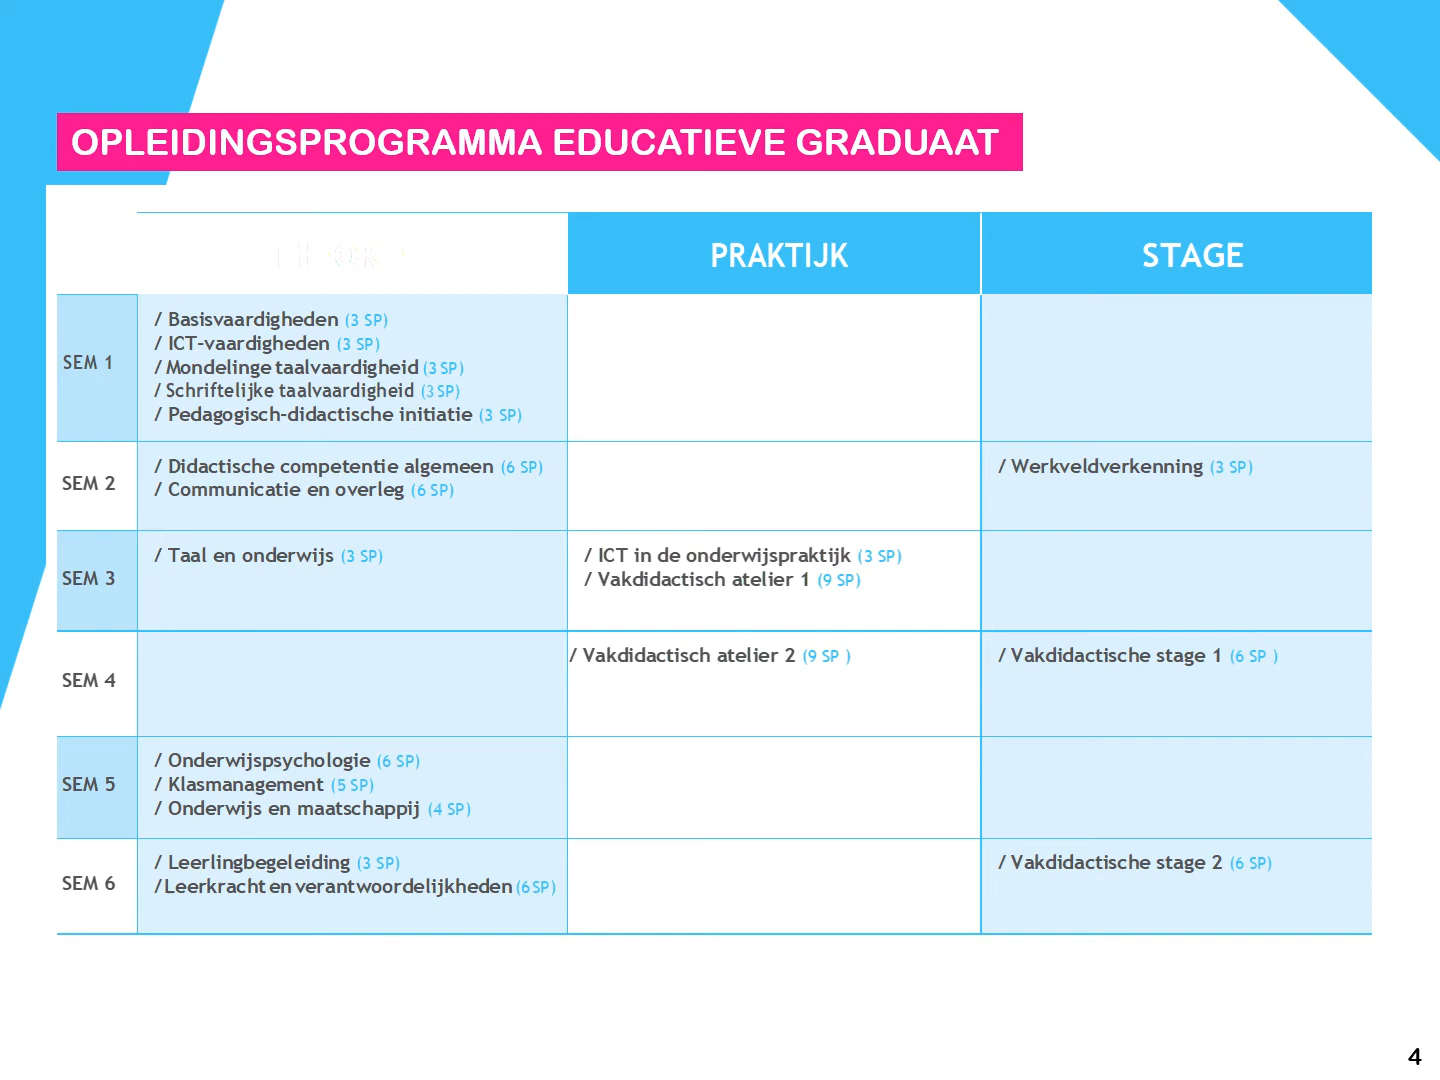 OPLEIDINGSPROGRAMMA EDUCATIEVE GRADUAAT
PRAKTIJK
STAGE
SEM 1
/ Basisvaardigheden (3 SP)
/ ICT-vaardigheden (3 SP)
/ Mondelinge taalvaardigheid (3 SP)
/ Schriftelijke taalvaardigheid (3 SP)
/ Pedagogisch-didactische initiatie (3 SP)
SEM 2
/ Didactische competentie algemeen (6 SP)
/ Communicatie en overleg (6 SP)
/ Werkveldverkenning (3 SP)
SEM 3
/ Taal en onderwijs (3 SP)
/ ICT in de onderwijspraktijk (3 SP)
/ Vakdidactisch atelier 1 (9 SP)
SEM 4
/ Vakdidactisch atelier 2 (9 SP )
/ Vakdidactische stage 1 (6 SP )
SEM 5
/ Onderwijspsychologie (6 SP)
/ Klasmanagement (5 SP)
/ Onderwijs en maatschappij (4 SP)
SEM 6
/ Leerlingbegeleiding (3 SP)
/ Leerkracht en verantwoordelijkheden (6 SP)
/ Vakdidactische stage 2 (6 SP)
4